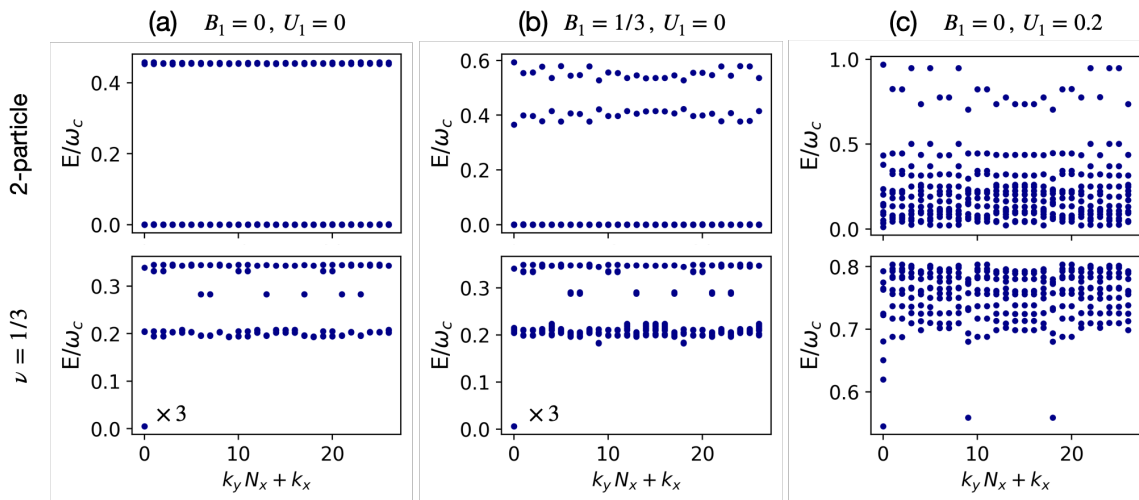 (a) B₁ = 0 , U₁ = 0
(b) B₁ = 1/3, U₁ = 0
(c) B₁ = 0, U₁ = 0.2
2-particle
E/ω_c
0.4
0.2
0.0
E/ω_c
0.6
0.4
0.2
0.0
E/ω_c
1.0
0.5
0.0
ν = 1/3
E/ω_c
0.3
0.2
0.1
0.0
× 3
0
10
20
k_y N_x + k_x
E/ω_c
0.3
0.2
0.1
0.0
× 3
0
10
20
k_y N_x + k_x
E/ω_c
0.8
0.7
0.6
0
20
k_y N_x + k_x